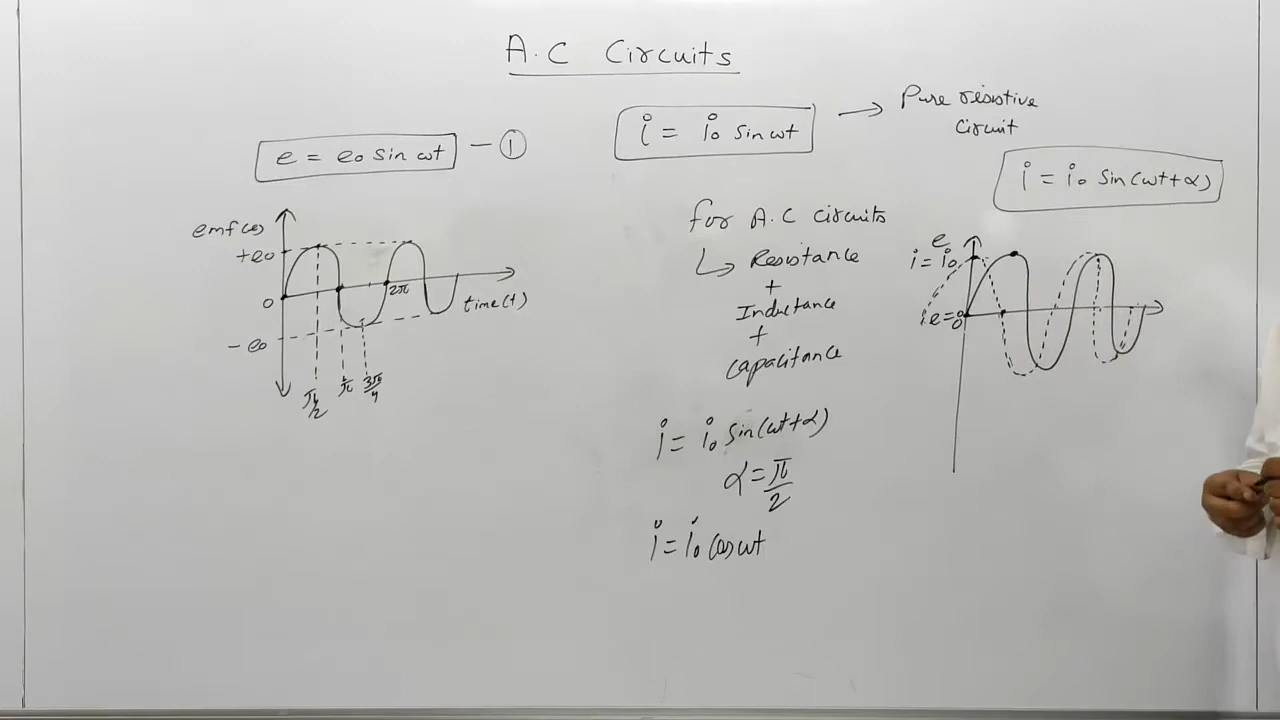 A.C Circuits
e = e₀ sin ωt — ①
i = i₀ sin ωt → Pure resistive
circuit
i = i₀ sin(ωt+α)
emf(e)
+e₀
0
-e₀
2π
time(t)
π/2
π
3π/4
for A.C circuits
↳ Resistance
+
Inductance
+
Capacitance
i = i₀ sin(ωt+α)
α = π/2
i = i₀ cos ωt
e
i = i₀
i e=0